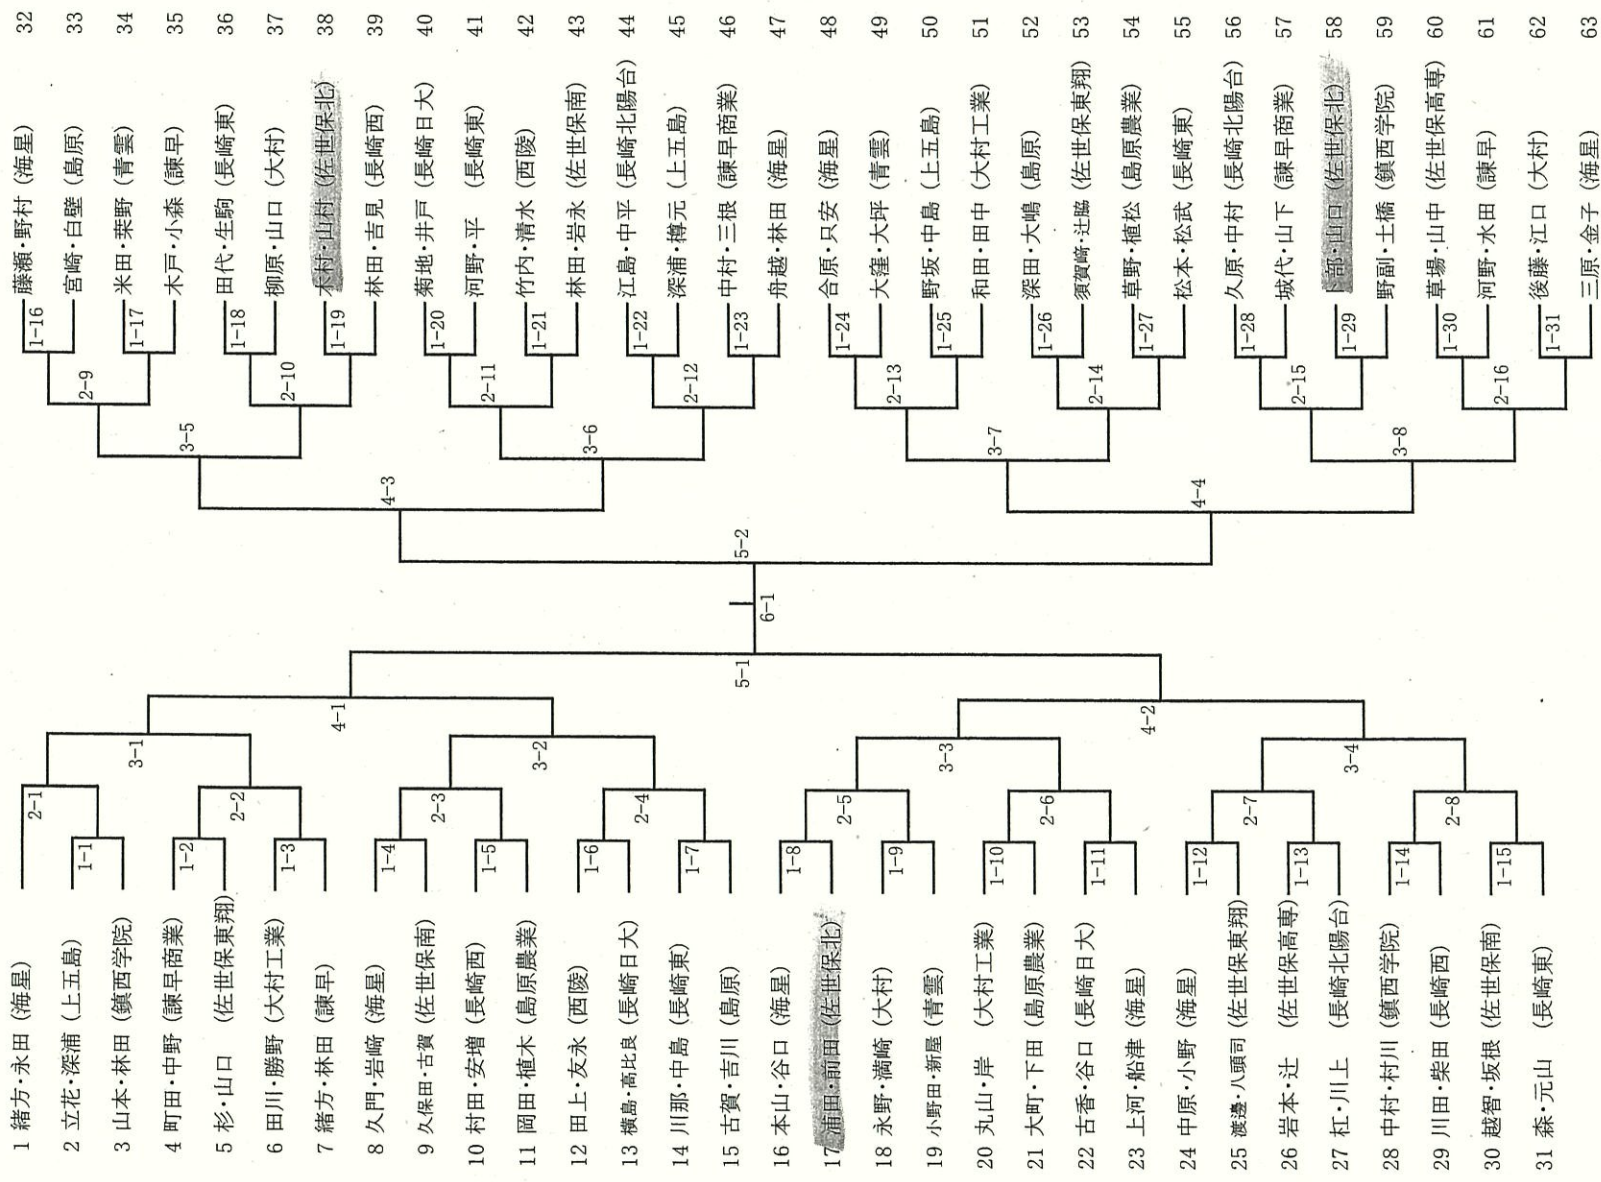 1 緒方・永田 (海星)
2 立花・深浦 (上五島)
3 山本・林田 (鎮西学院)
4 町田・中野 (諫早商業)
5 杉・山口 (佐世保東翔)
6 田川・勝野 (大村工業)
7 緒方・林田 (諫早)
8 久門・岩﨑 (海星)
9 久保田・古賀 (佐世保南)
10 村田・安増 (長崎西)
11 岡田・植木 (島原農業)
12 田上・友永 (西陵)
13 横島・高比良 (長崎日大)
14 川那・中島 (長崎東)
15 古賀・吉川 (島原)
16 本山・谷口 (海星)
17 浦田・前田 (佐世保北)
18 永野・満崎 (大村)
19 小野田・新屋 (青雲)
20 丸山・岸 (大村工業)
21 大町・下田 (島原農業)
22 古香・谷口 (長崎日大)
23 上河・船津 (海星)
24 中原・小野 (海星)
25 渡邊・八頭司 (佐世保東翔)
26 岩本・辻 (佐世保高専)
27 杠・川上 (長崎北陽台)
28 中村・村川 (鎮西学院)
29 川田・柴田 (長崎西)
30 越智・坂根 (佐世保南)
31 森・元山 (長崎東)
1-1
1-2
1-3
1-4
1-5
1-6
1-7
1-8
1-9
1-10
1-11
1-12
1-13
1-14
1-15
2-1
2-2
2-3
2-4
2-5
2-6
2-7
2-8
3-1
3-2
3-3
3-4
4-1
4-2
5-1
6-1
5-2
4-3
4-4
3-5
3-6
3-7
3-8
2-9
2-10
2-11
2-12
2-13
2-14
2-15
2-16
1-16
1-17
1-18
1-19
1-20
1-21
1-22
1-23
1-24
1-25
1-26
1-27
1-28
1-29
1-30
1-31
藤瀬・野村 (海星) 32
宮崎・白壁 (島原) 33
米田・栞野 (青雲) 34
木戸・小森 (諫早) 35
田代・生駒 (長崎東) 36
柳原・山口 (大村) 37
木村・山村 (佐世保北) 38
林田・吉見 (長崎西) 39
菊地・井戸 (長崎日大) 40
河野・平 (長崎東) 41
竹内・清水 (西陵) 42
林田・岩永 (佐世保南) 43
江島・中平 (長崎北陽台) 44
深浦・樽元 (上五島) 45
中村・三根 (諫早商業) 46
舟越・林田 (海星) 47
合原・只安 (海星) 48
大窪・大坪 (青雲) 49
野坂・中島 (上五島) 50
和田・田中 (大村工業) 51
深田・大嶋 (島原) 52
須賀﨑・辻脇 (佐世保東翔) 53
草野・植松 (島原農業) 54
松本・松武 (長崎東) 55
久原・中村 (長崎北陽台) 56
城代・山下 (諫早商業) 57
部・山口 (佐世保北) 58
野副・土橋 (鎮西学院) 59
草場・山中 (佐世保高専) 60
河野・水田 (諫早) 61
後藤・江口 (大村) 62
三原・金子 (海星) 63